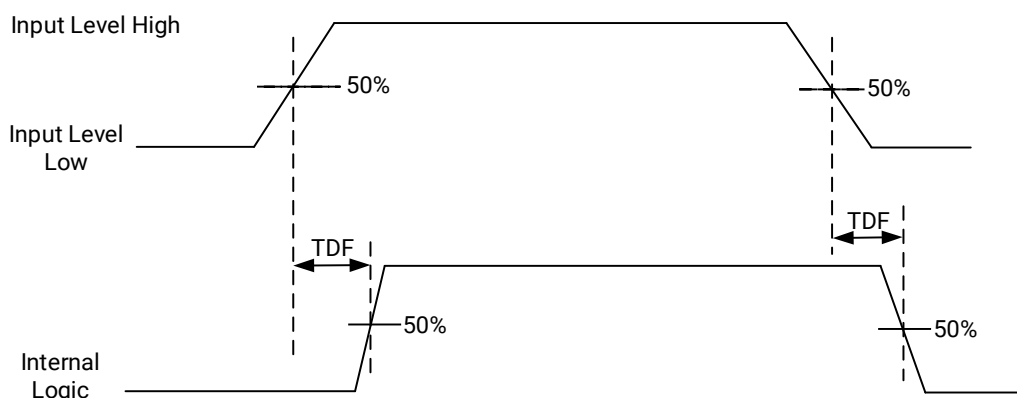 Input Level High
50%
50%
Input Level
Low
TDF
TDF
50%
50%
Internal
Logic